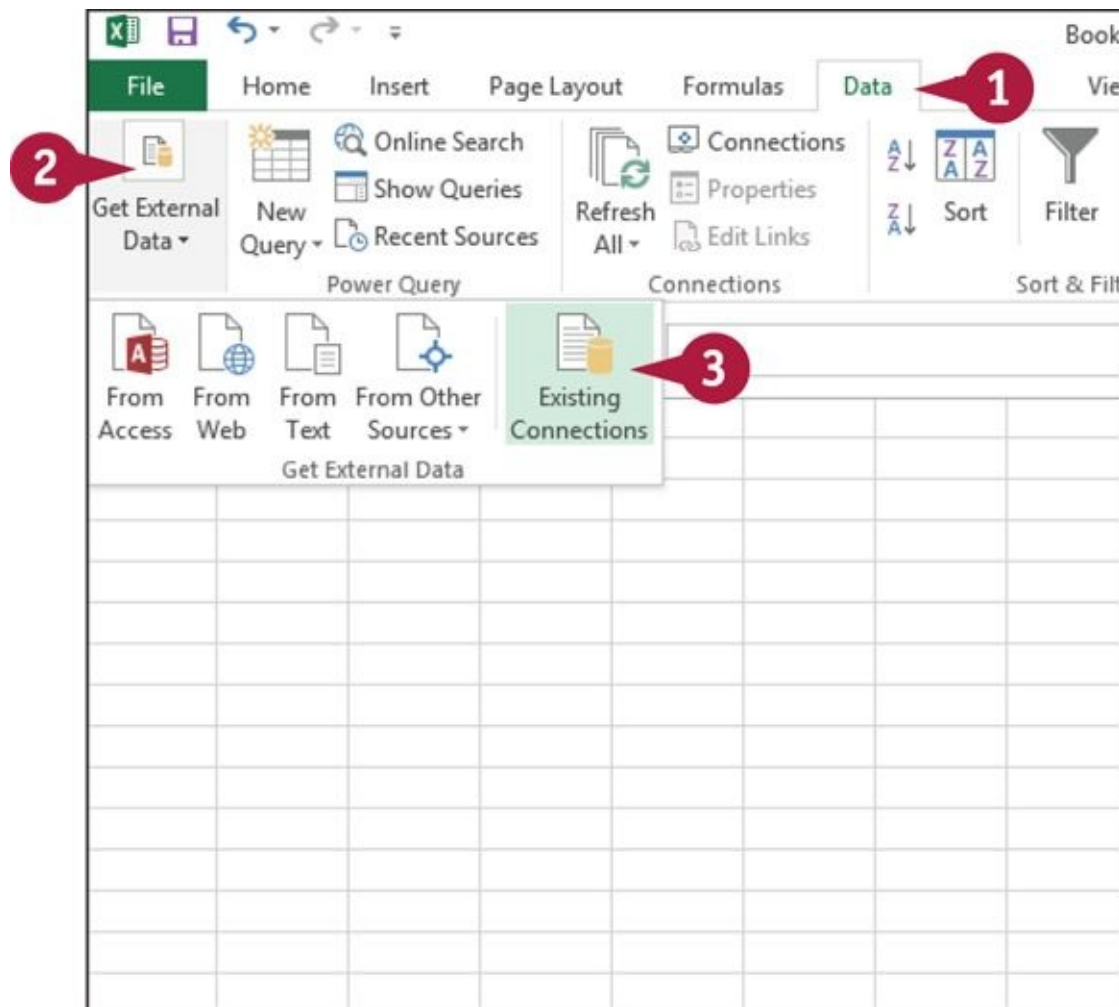 Book
File Home Insert Page Layout Formulas Data 1 Vie
2
Get External Data
New Query
Online Search
Show Queries
Recent Sources
Power Query
Refresh All
Connections
Properties
Edit Links
Connections
A Z
Z A
Z A A Z
Sort
Filter
Sort & Filt
From Access
From Web
From Text
From Other Sources
Existing Connections
3
Get External Data